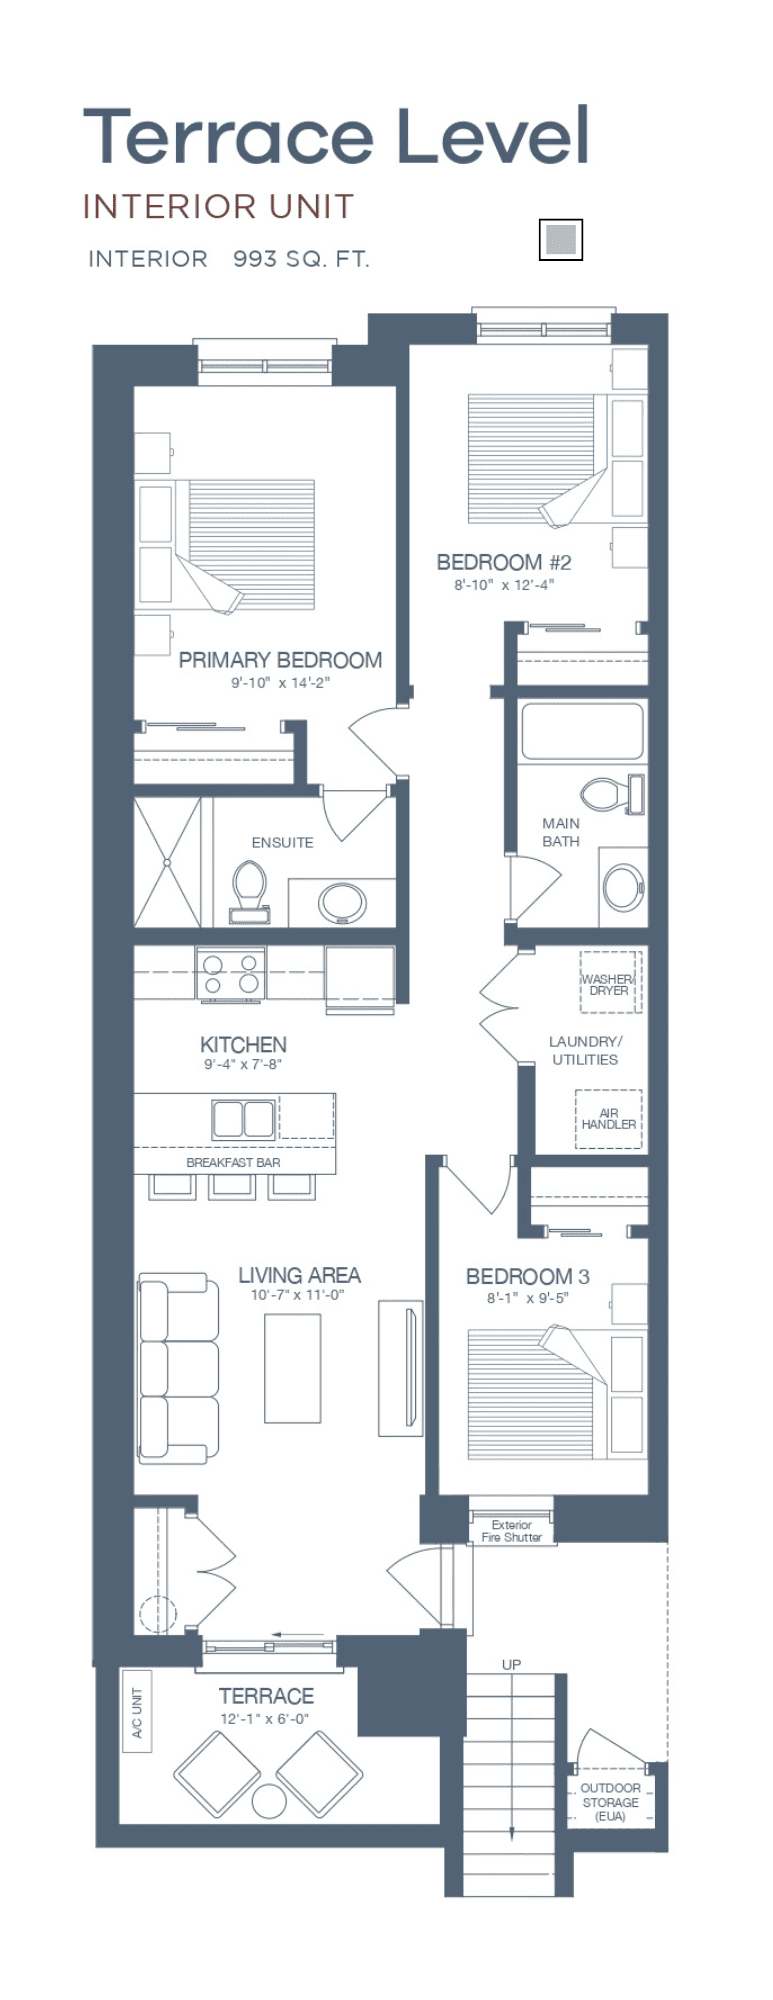 Terrace Level
INTERIOR UNIT
INTERIOR 993 SQ. FT.
BEDROOM #2
8'-10" x 12'-4"
PRIMARY BEDROOM
9'-10" x 14'-2"
MAIN
BATH
ENSUITE
WASHER/
DRYER
KITCHEN
9'-4" x 7'-8"
LAUNDRY/
UTILITIES
AIR
HANDLER
BREAKFAST BAR
LIVING AREA
10'-7" x 11'-0"
BEDROOM 3
8'-1" x 9'-5"
Exterior
Fire Shutter
UP
A/C UNIT
TERRACE
12'-1" x 6'-0"
OUTDOOR
STORAGE
(EUA)